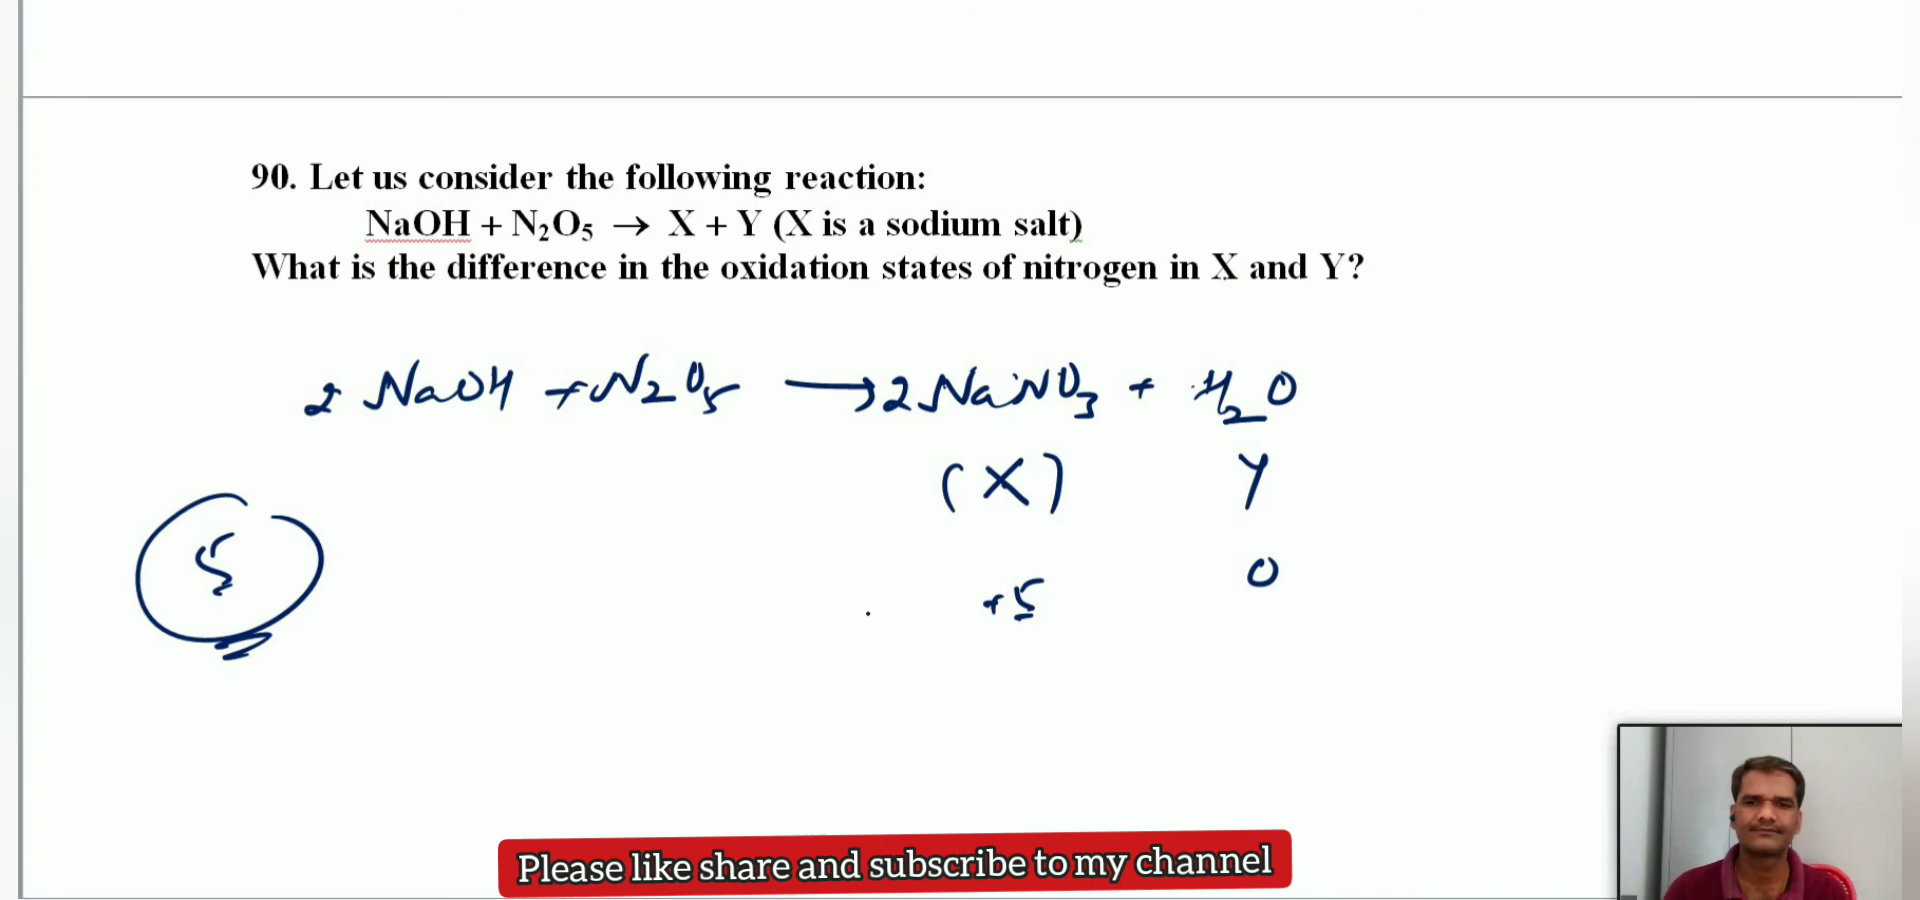 90. Let us consider the following reaction:
NaOH + N₂O₅ → X + Y (X is a sodium salt)
What is the difference in the oxidation states of nitrogen in X and Y?
2 NaOH + N₂O₅ → 2 NaNO₃ + H₂O
(X) Y
5
+5 0
Please like share and subscribe to my channel